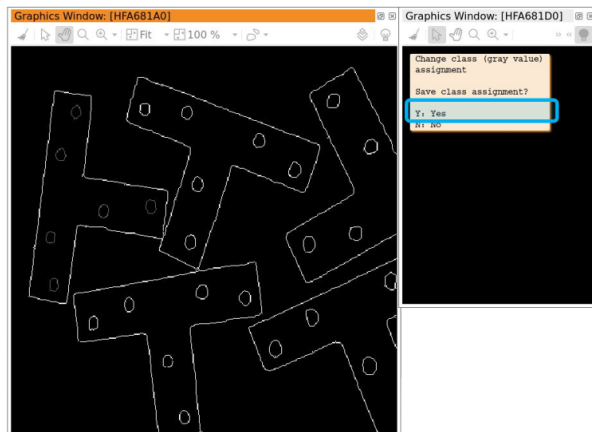 Graphics Window: [HFA681A0]
Fit
100 %
Graphics Window: [HFA681D0]
Change class (gray value)
assignment
Save class assignment?
Y: Yes
N: No